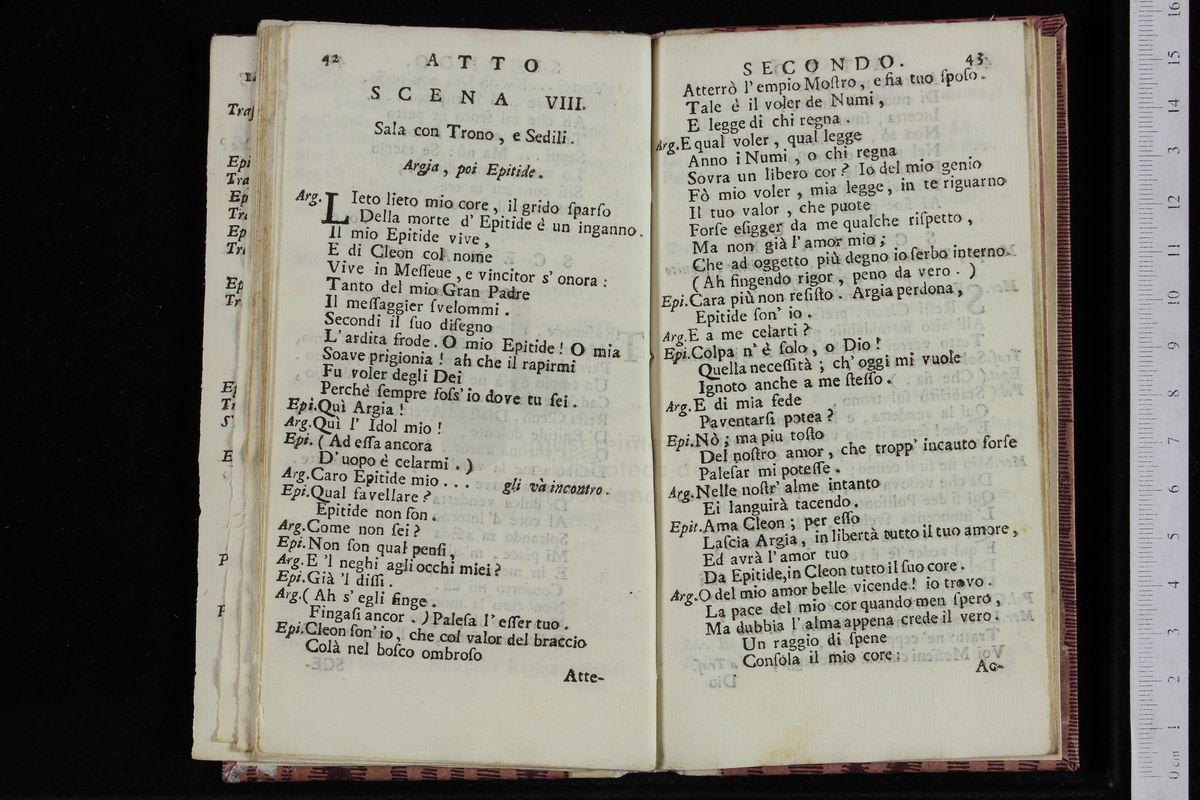 42 ATTO
SCENA VIII.
Sala con Trono, e Sedili.
Argia, poi Epitide.
Arg. LIeto lieto mio core, il grido ſparſo
Della morte d' Epitide è un inganno.
Il mio Epitide vive,
E di Cleon col nome
Vive in Meſſeue, e vincitor s' onora:
Tanto del mio Gran Padre
Il meſſaggier ſvelommi.
Secondi il ſuo diſegno
L' ardita frode. O mio Epitide! O mia
Soave prigionia! ah che il rapirmi
Fu voler degli Dei
Perchè ſempre foſs' io dove tu ſei.
Epi. Quì Argia!
Arg. Quì l' Idol mio!
Epi. (Ad eſſa ancora
D' uopo è celarmi.)
Arg. Caro Epitide mio... gli và incontro.
Epi. Qual favellare?
Epitide non ſon.
Arg. Come non ſei?
Epi. Non ſon qual penſi,
Arg. E 'l neghi agli occhi miei?
Epi. Già 'l diſſi.
Arg. (Ah s' egli finge.
Fingaſi ancor.) Paleſa l' eſſer tuo.
Epi. Cleon ſon' io, che col valor del braccio
Colà nel boſco ombroſo
Atte-
SECONDO. 43
Atterrò l' empio Moſtro, e fia tuo ſpoſo.
Tale è il voler de Numi,
E legge di chi regna.
Arg. E qual voler, qual legge
Anno i Numi, o chi regna
Sovra un libero cor? Io del mio genio
Fò mio voler, mia legge, in te riguarno
Il tuo valor, che puote
Forſe eſigger da me qualche riſpetto,
Ma non già l' amor mio;
Che ad oggetto più degno io ſerbo interno.
(Ah fingendo rigor, peno da vero.)
Epi. Cara più non reſiſto. Argia perdona,
Epitide ſon' io.
Arg. E a me celarti?
Epi. Colpa n' è ſolo, o Dio!
Quella neceſſità; ch' oggi mi vuole
Ignoto anche a me ſteſſo.
Arg. E di mia fede
Paventarſi potea?
Epi. Nò; ma piu toſto
Del noſtro amor, che tropp' incauto forſe
Paleſar mi poteſſe.
Arg. Nelle noſtr' alme intanto
Ei languirà tacendo.
Epit. Ama Cleon; per eſſo
Laſcia Argia, in libertà tutto il tuo amore,
Ed avrà l' amor tuo
Da Epitide, in Cleon tutto il ſuo core.
Arg. O del mio amor belle vicende! io trovo.
La pace del mio cor quando men ſpero,
Ma dubbia l' alma appena crede il vero.
Un raggio di ſpene
Conſola il mio core:
Ac-